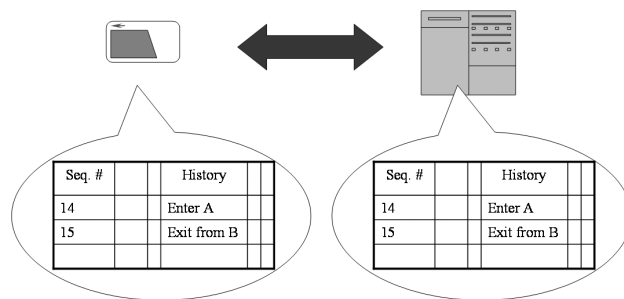 Seq. # History
14 Enter A
15 Exit from B
Seq. # History
14 Enter A
15 Exit from B